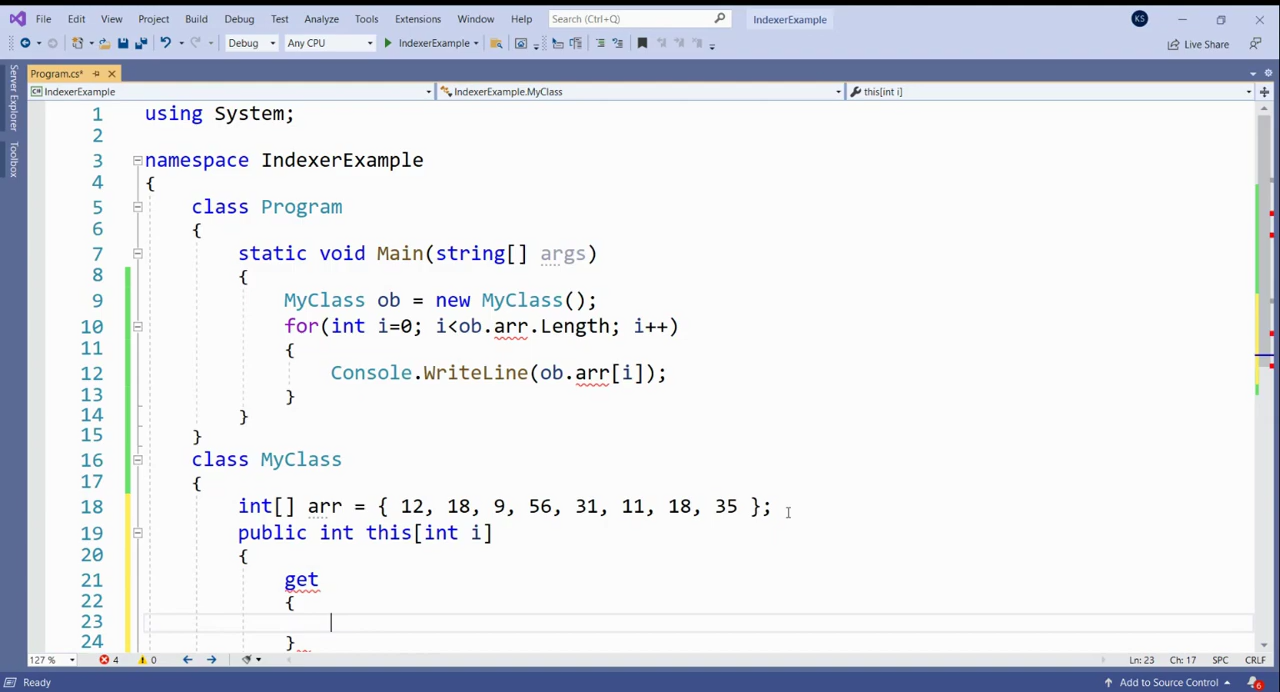 File Edit View Project Build Debug Test Analyze Tools Extensions Window Help Search (Ctrl+Q) IndexerExample KS
Debug Any CPU IndexerExample Live Share
Program.cs*
IndexerExample IndexerExample.MyClass this[int i]
Server Explorer
Toolbox
1 using System;
2
3 namespace IndexerExample
4 {
5 class Program
6 {
7 static void Main(string[] args)
8 {
9 MyClass ob = new MyClass();
10 for(int i=0; i<ob.arr.Length; i++)
11 {
12 Console.WriteLine(ob.arr[i]);
13 }
14 }
15 }
16 class MyClass
17 {
18 int[] arr = { 12, 18, 9, 56, 31, 11, 18, 35 };
19 public int this[int i]
20 {
21 get
22 {
23
24 }
127 % 4 0 Ln: 23 Ch: 17 SPC CRLF
Ready Add to Source Control 6